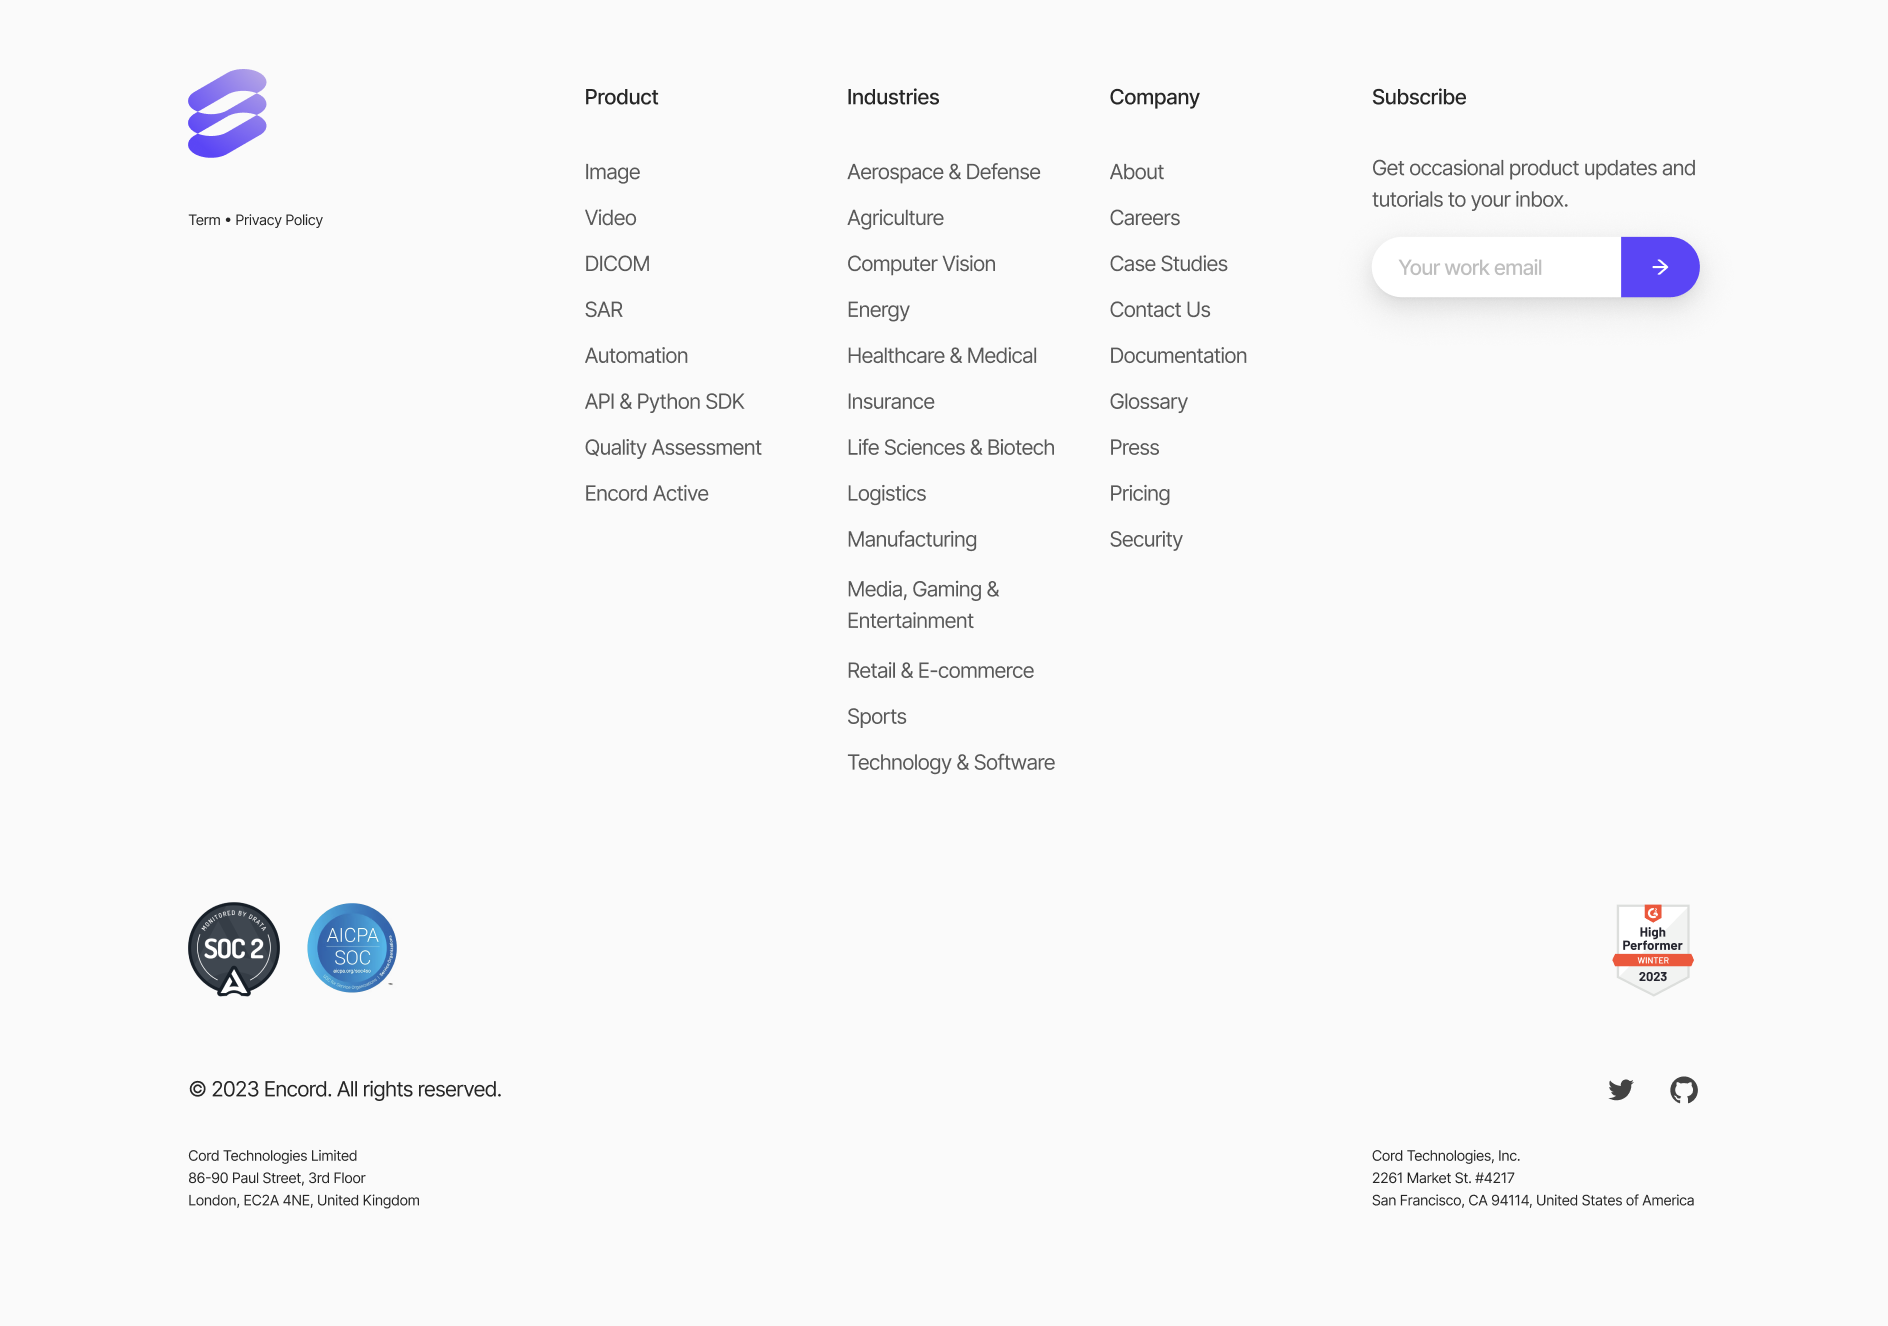 Term • Privacy Policy
Product
Image
Video
DICOM
SAR
Automation
API & Python SDK
Quality Assessment
Encord Active
Industries
Aerospace & Defense
Agriculture
Computer Vision
Energy
Healthcare & Medical
Insurance
Life Sciences & Biotech
Logistics
Manufacturing
Media, Gaming &
Entertainment
Retail & E-commerce
Sports
Technology & Software
Company
About
Careers
Case Studies
Contact Us
Documentation
Glossary
Press
Pricing
Security
Subscribe
Get occasional product updates and
tutorials to your inbox.
Your work email
MONITORED BY DRATA
SOC 2
AICPA
SOC
High
Performer
WINTER
2023
© 2023 Encord. All rights reserved.
Cord Technologies Limited
86-90 Paul Street, 3rd Floor
London, EC2A 4NE, United Kingdom
Cord Technologies, Inc.
2261 Market St. #4217
San Francisco, CA 94114, United States of America